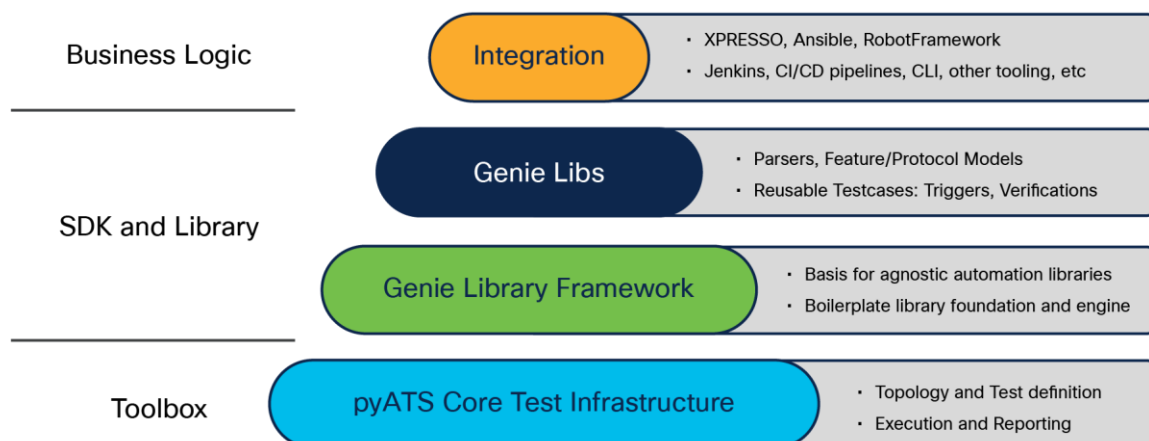 Business Logic
Integration
· XPRESSO, Ansible, RobotFramework
· Jenkins, CI/CD pipelines, CLI, other tooling, etc
SDK and Library
Genie Libs
· Parsers, Feature/Protocol Models
· Reusable Testcases: Triggers, Verifications
Genie Library Framework
· Basis for agnostic automation libraries
· Boilerplate library foundation and engine
Toolbox
pyATS Core Test Infrastructure
· Topology and Test definition
· Execution and Reporting